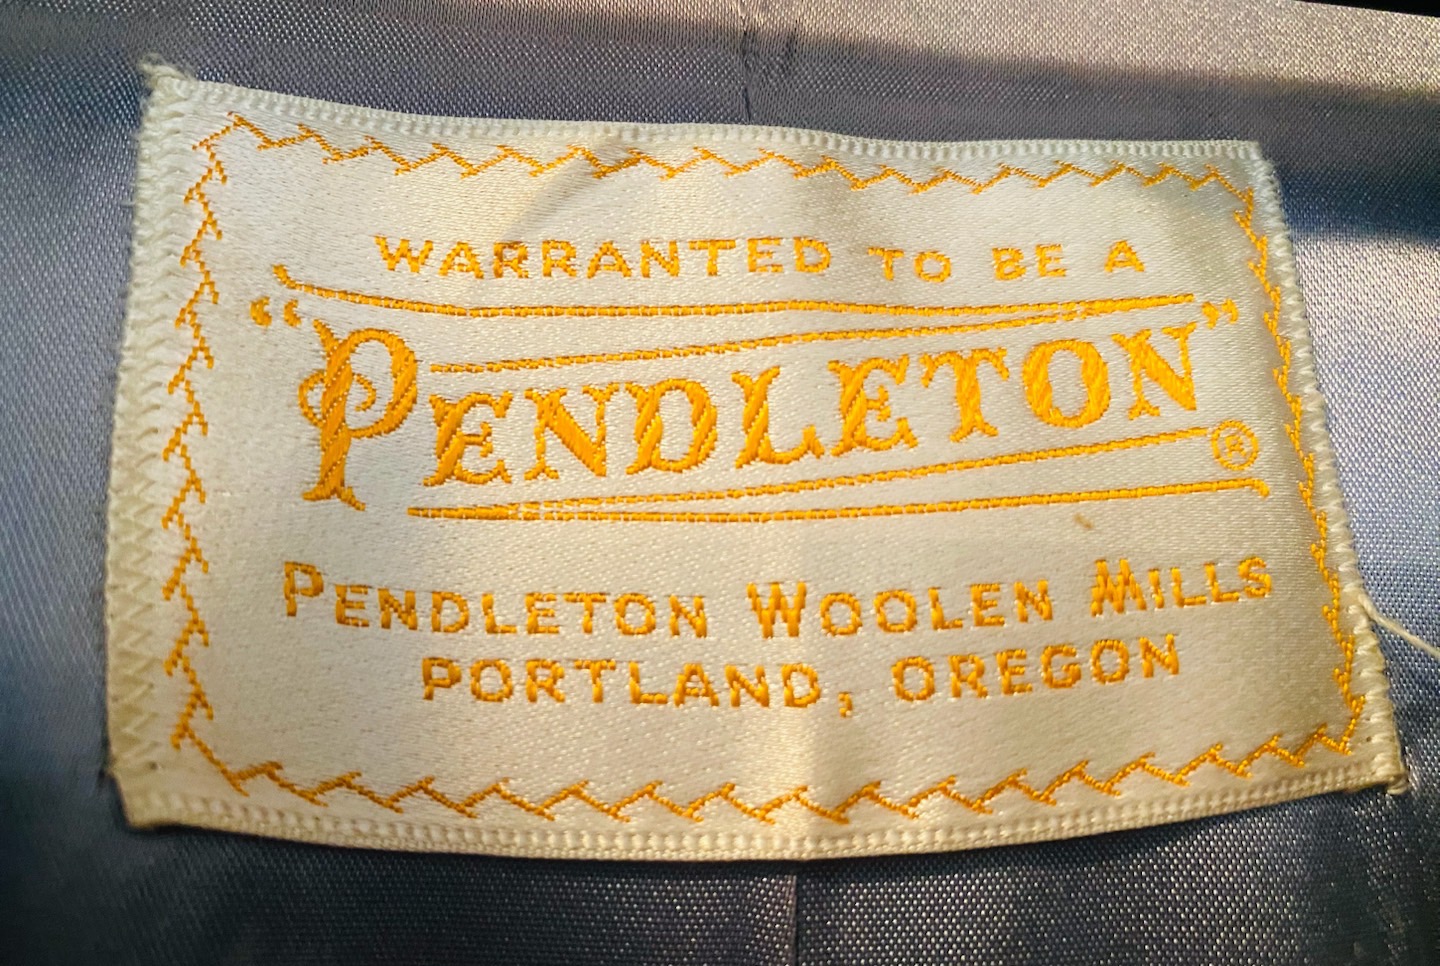 WARRANTED TO BE A
“PENDLETON”®
PENDLETON WOOLEN MILLS
PORTLAND, OREGON